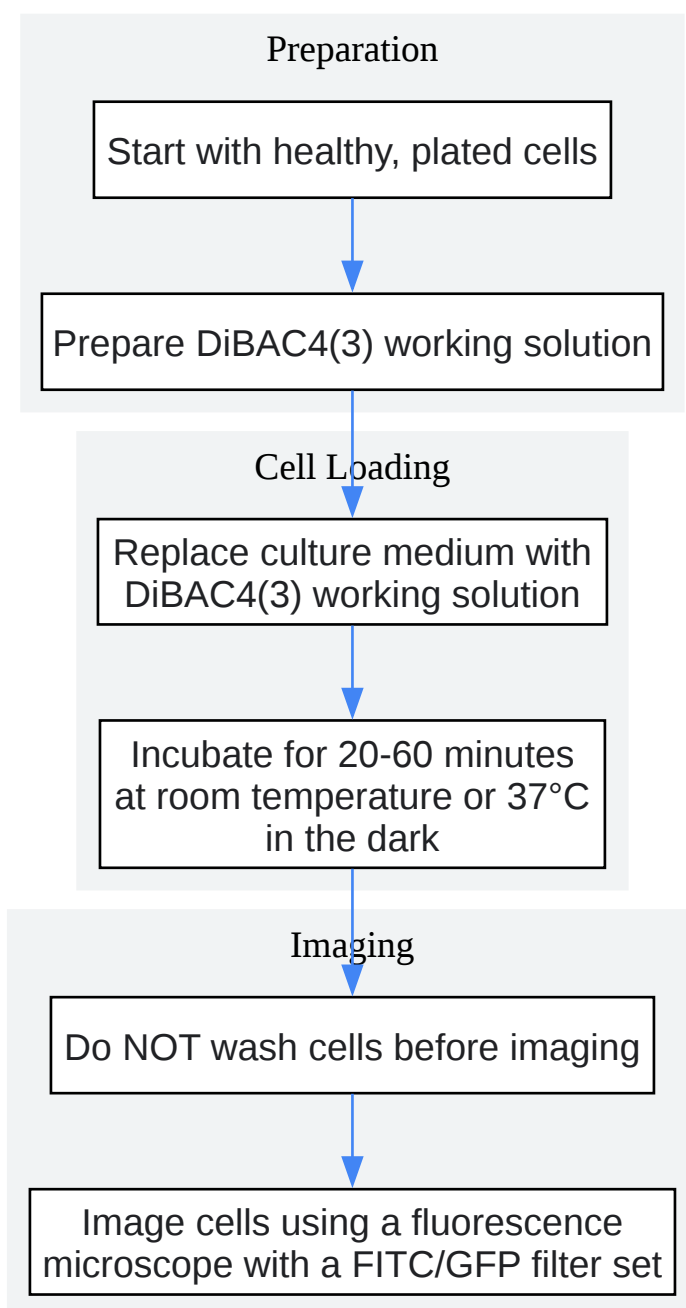 Preparation
Start with healthy, plated cells
Prepare DiBAC4(3) working solution
Cell Loading
Replace culture medium with
DiBAC4(3) working solution
Incubate for 20-60 minutes
at room temperature or 37°C
in the dark
Imaging
Do NOT wash cells before imaging
Image cells using a fluorescence
microscope with a FITC/GFP filter set